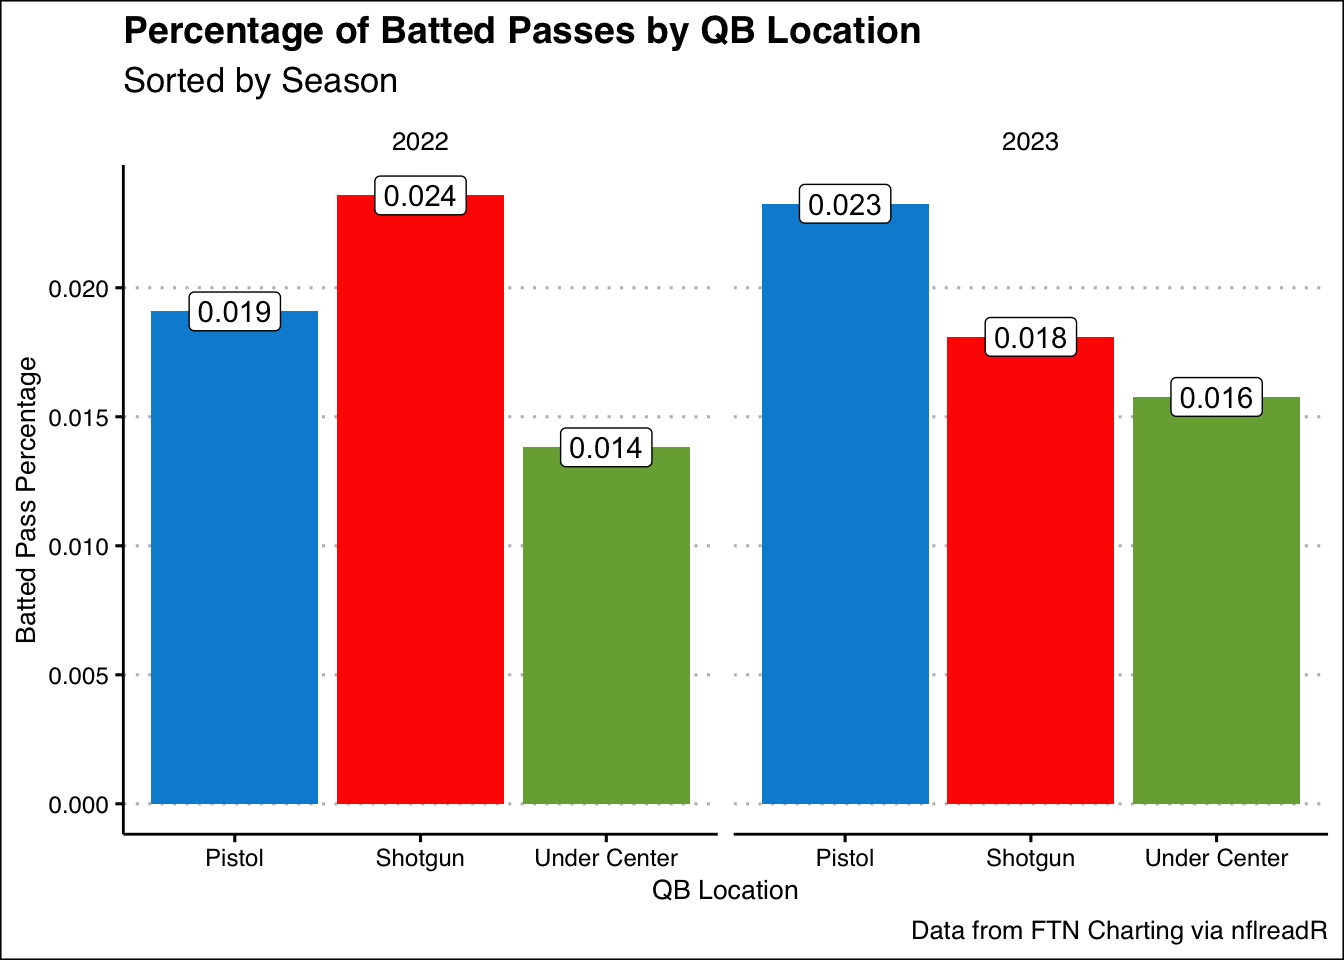 Percentage of Batted Passes by QB Location
Sorted by Season
2022
2023
Batted Pass Percentage
0.020
0.015
0.010
0.005
0.000
0.019
0.024
0.014
0.023
0.018
0.016
Pistol
Shotgun
Under Center
Pistol
Shotgun
Under Center
QB Location
Data from FTN Charting via nflreadR